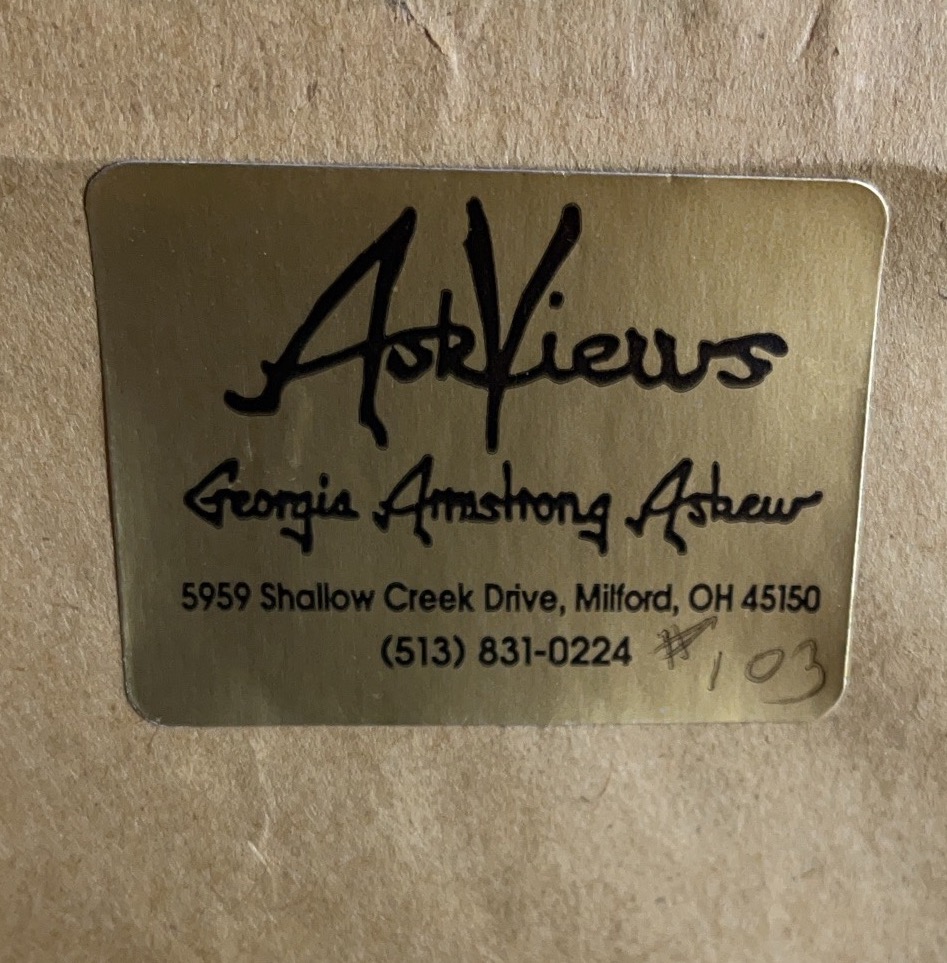 AskViews
Georgia Armstrong Askew
5959 Shallow Creek Drive, Milford, OH 45150
(513) 831-0224 # 103